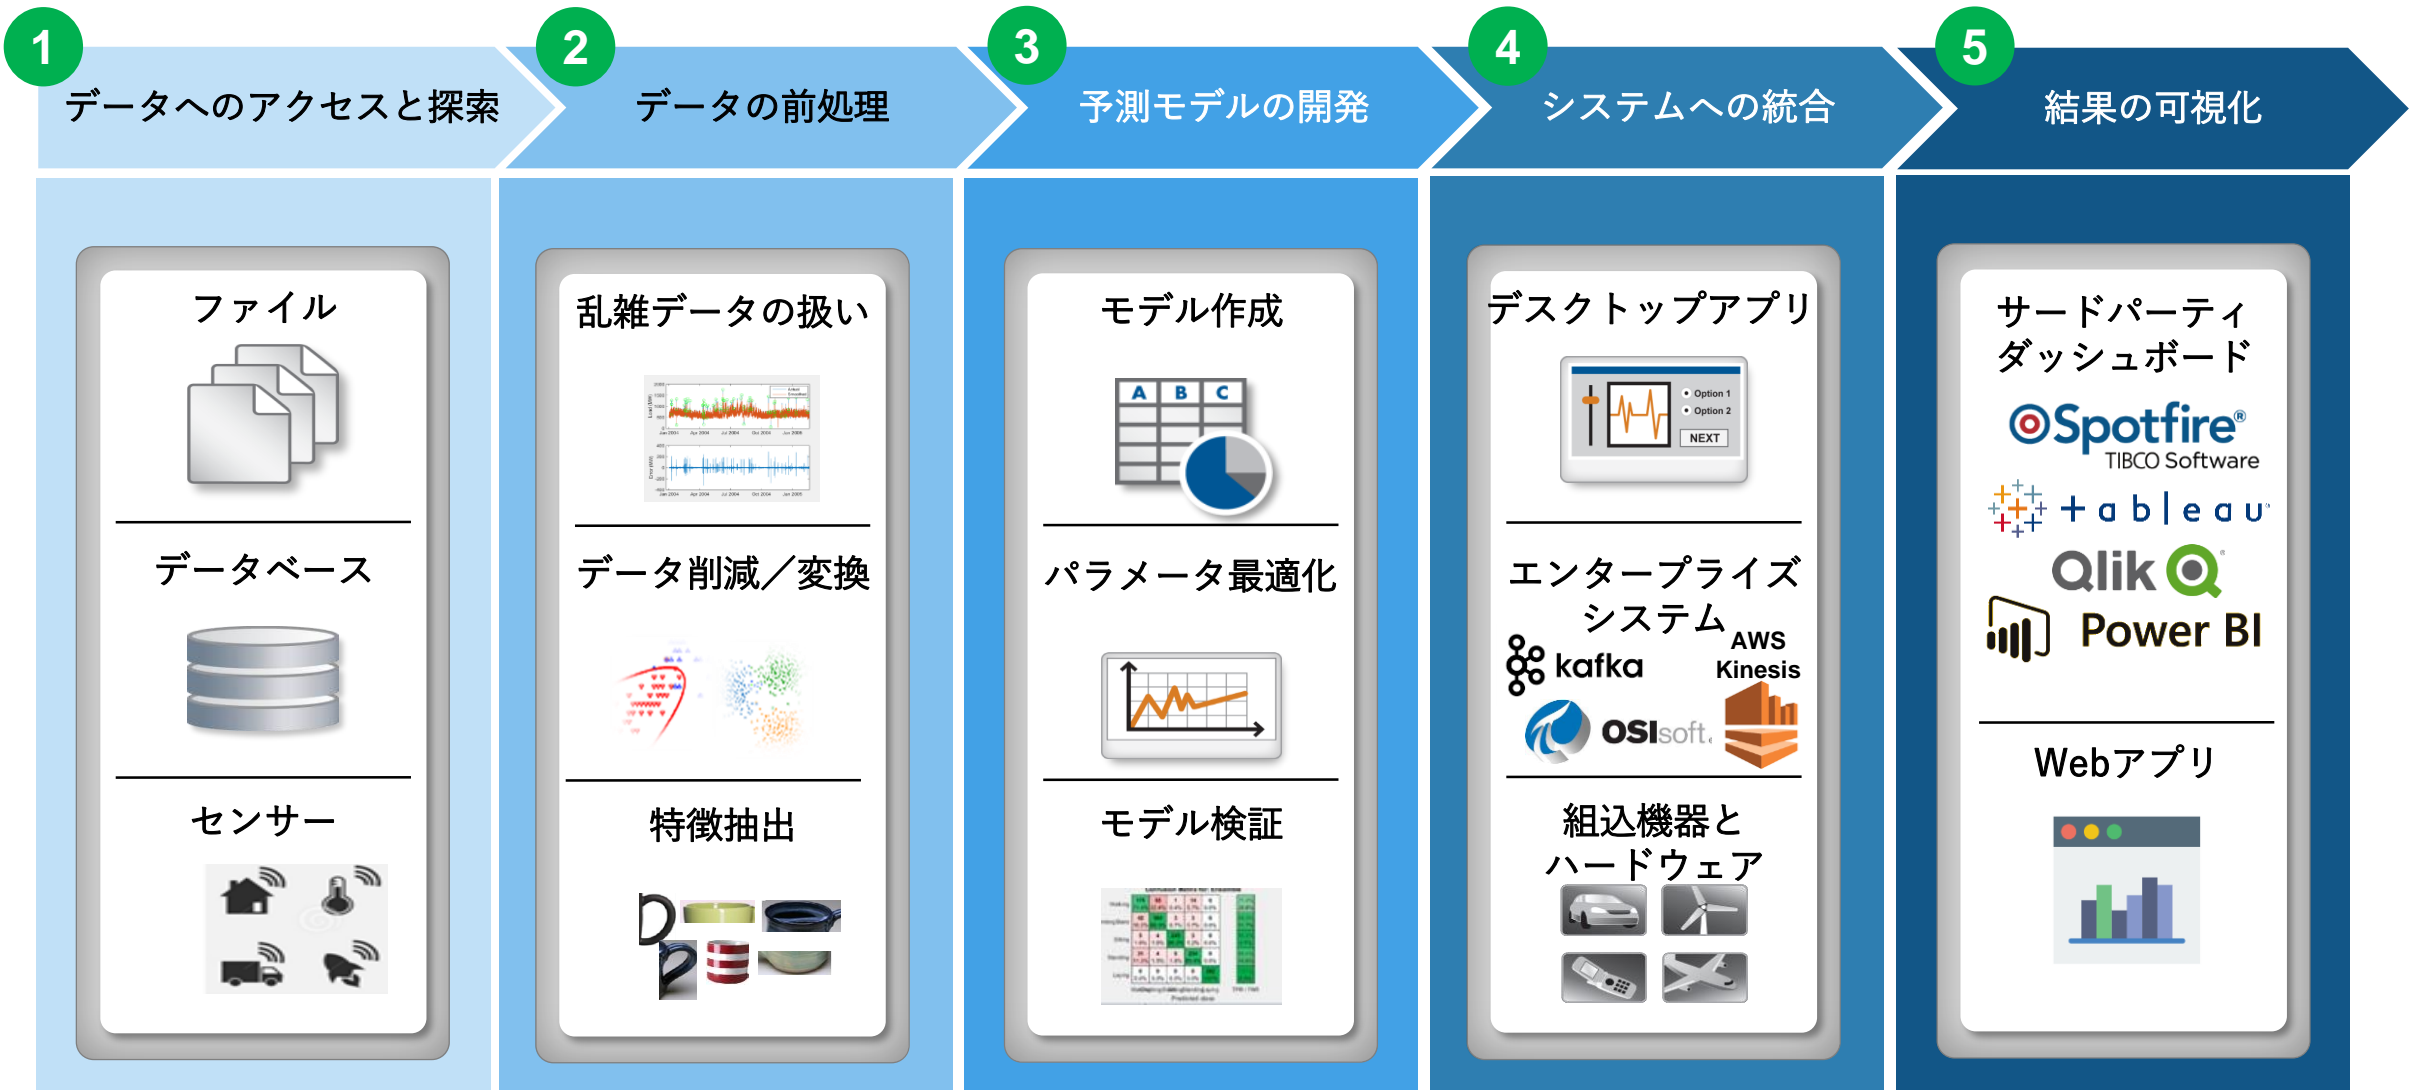 1
データへのアクセスと探索
2
データの前処理
3
予測モデルの開発
4
システムへの統合
5
結果の可視化
ファイル
データベース
センサー
乱雑データの扱い
データ削減／変換
特徴抽出
モデル作成
A B C
パラメータ最適化
モデル検証
デスクトップアプリ
Option 1
Option 2
NEXT
エンタープライズ
システム
kafka
AWS
Kinesis
OSIsoft.
組込機器と
ハードウェア
サードパーティ
ダッシュボード
Spotfire®
TIBCO Software
+ableau
Qlik
Power BI
Webアプリ